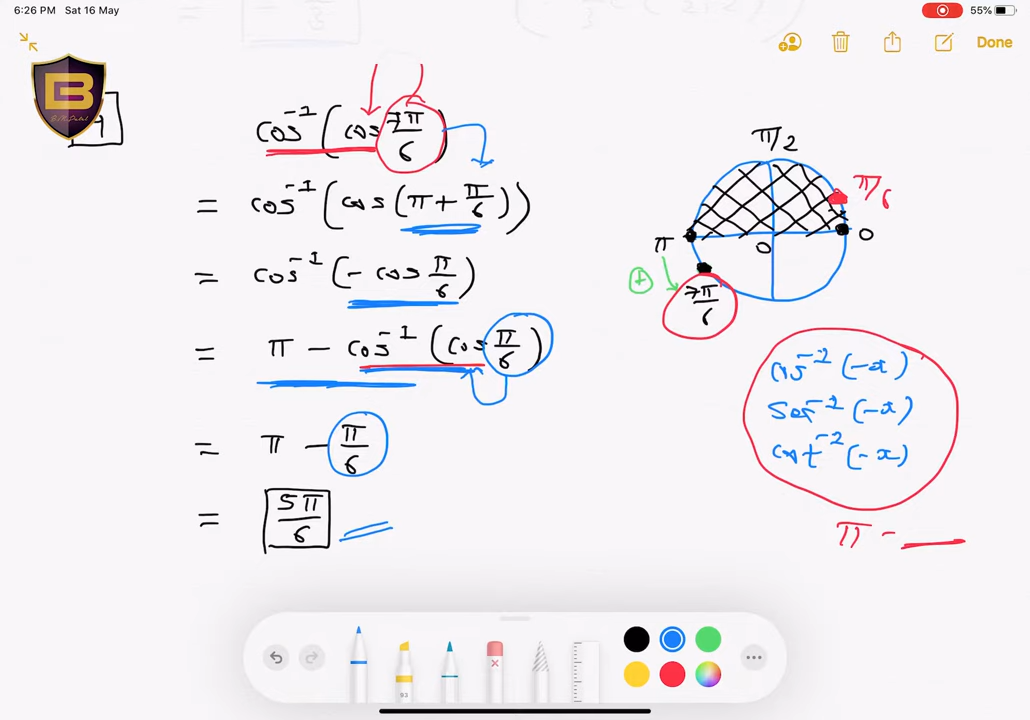 6:26 PM Sat 16 May
55%
Done
B
cos⁻¹(cos 7π/6)
= cos⁻¹(cos(π + π/6))
= cos⁻¹(- cos π/6)
= π - cos⁻¹(cos π/6)
= π - π/6
= 5π/6
π/2
π/6
π
0
0
+
7π/6
cos⁻¹(-x)
sec⁻¹(-x)
cot⁻¹(-x)
π -
93